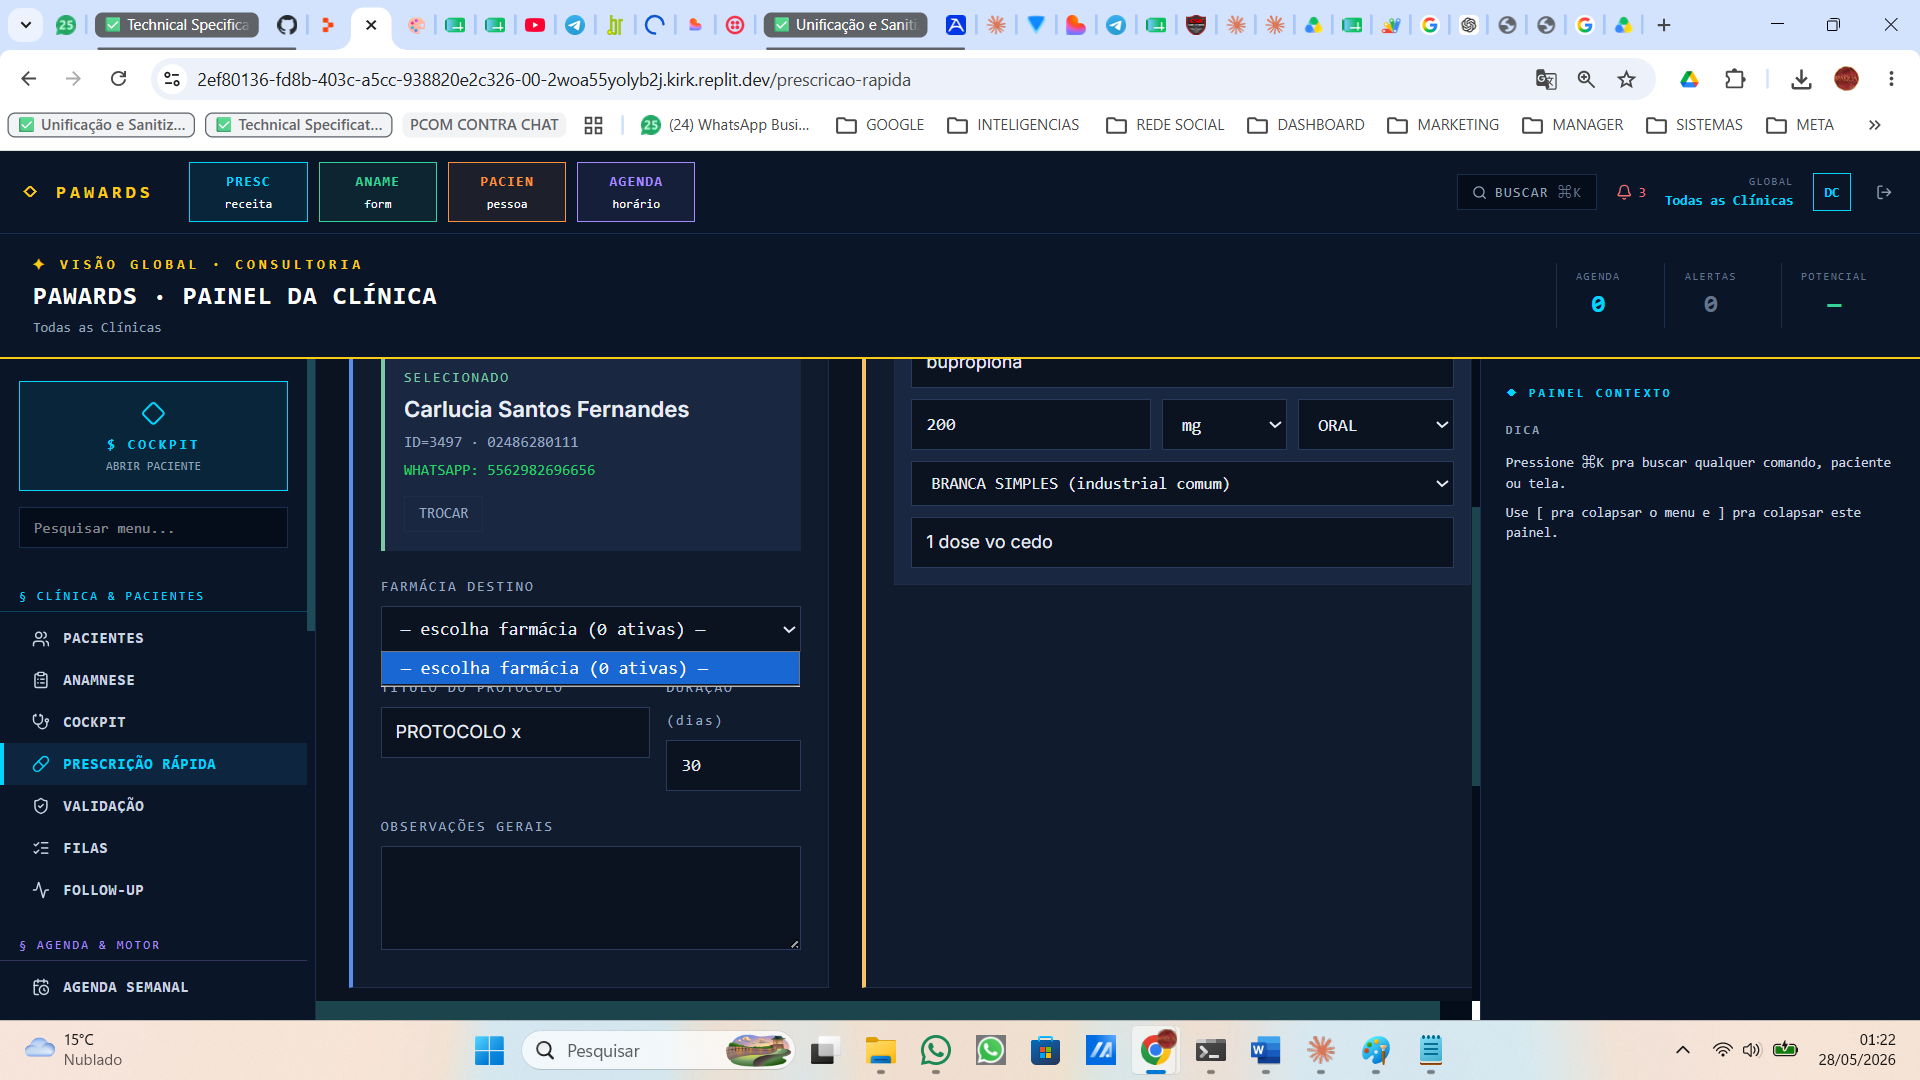 25
Technical Specifica
Unificação e Saniti
2ef80136-fd8b-403c-a5cc-938820e2c326-00-2woa55yolyb2j.kirk.replit.dev/prescricao-rapida
Unificação e Sanitiz...
Technical Specificat...
PCOM CONTRA CHAT
25 (24) WhatsApp Busi...
GOOGLE
INTELIGENCIAS
REDE SOCIAL
DASHBOARD
MARKETING
MANAGER
SISTEMAS
META
»
PAWARDS
PRESC
receita
ANAME
form
PACIEN
pessoa
AGENDA
horário
BUSCAR ⌘K
3
GLOBAL
Todas as Clínicas
DC
✦ VISÃO GLOBAL · CONSULTORIA
PAWARDS · PAINEL DA CLÍNICA
Todas as Clínicas
AGENDA
0
ALERTAS
0
POTENCIAL
—
$ COCKPIT
ABRIR PACIENTE
Pesquisar menu...
§ CLÍNICA & PACIENTES
PACIENTES
ANAMNESE
COCKPIT
PRESCRIÇÃO RÁPIDA
VALIDAÇÃO
FILAS
FOLLOW-UP
§ AGENDA & MOTOR
AGENDA SEMANAL
SELECIONADO
Carlucia Santos Fernandes
ID=3497 · 02486280111
WHATSAPP: 5562982696656
TROCAR
FARMÁCIA DESTINO
— escolha farmácia (0 ativas) —
— escolha farmácia (0 ativas) —
TÍTULO DO PROTOCOLO
DURAÇÃO
(dias)
PROTOCOLO x
30
OBSERVAÇÕES GERAIS
bupropiona
200
mg
ORAL
BRANCA SIMPLES (industrial comum)
1 dose vo cedo
◆ PAINEL CONTEXTO
DICA
Pressione ⌘K pra buscar qualquer comando, paciente
ou tela.
Use [ pra colapsar o menu e ] pra colapsar este
painel.
15°C
Nublado
Pesquisar
01:22
28/05/2026